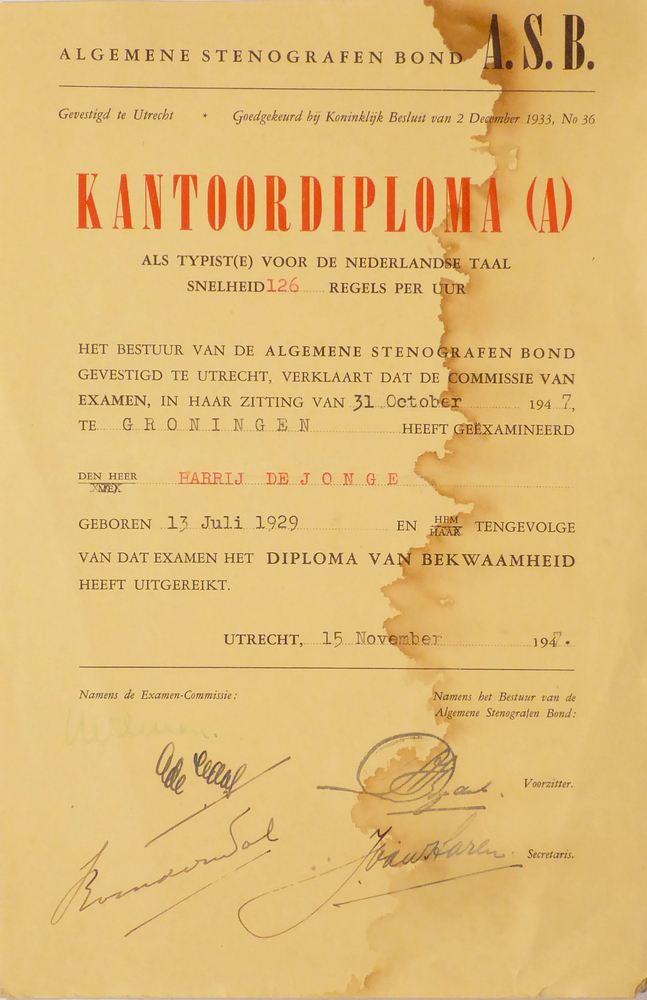 ALGEMENE STENOGRAFEN BOND A.S.B.
Gevestigd te Utrecht * Goedgekeurd bij Koninklijk Besluit van 2 December 1933, No 36
KANTOORDIPLOMA (A)
ALS TYPIST(E) VOOR DE NEDERLANDSE TAAL
SNELHEID 126 REGELS PER UUR
HET BESTUUR VAN DE ALGEMENE STENOGRAFEN BOND
GEVESTIGD TE UTRECHT, VERKLAART DAT DE COMMISSIE VAN
EXAMEN, IN HAAR ZITTING VAN 31 October 1947,
TE GRONINGEN HEEFT GEËXAMINEERD
DEN HEER HARRIJ DE JONGE
MEJ.
GEBOREN 13 Juli 1929 EN HEM TENGEVOLGE
HAAR
VAN DAT EXAMEN HET DIPLOMA VAN BEKWAAMHEID
HEEFT UITGEREIKT.
UTRECHT, 15 November 1947.
Namens de Examen-Commissie:
Namens het Bestuur van de
Algemene Stenografen Bond:
Voorzitter.
Secretaris.